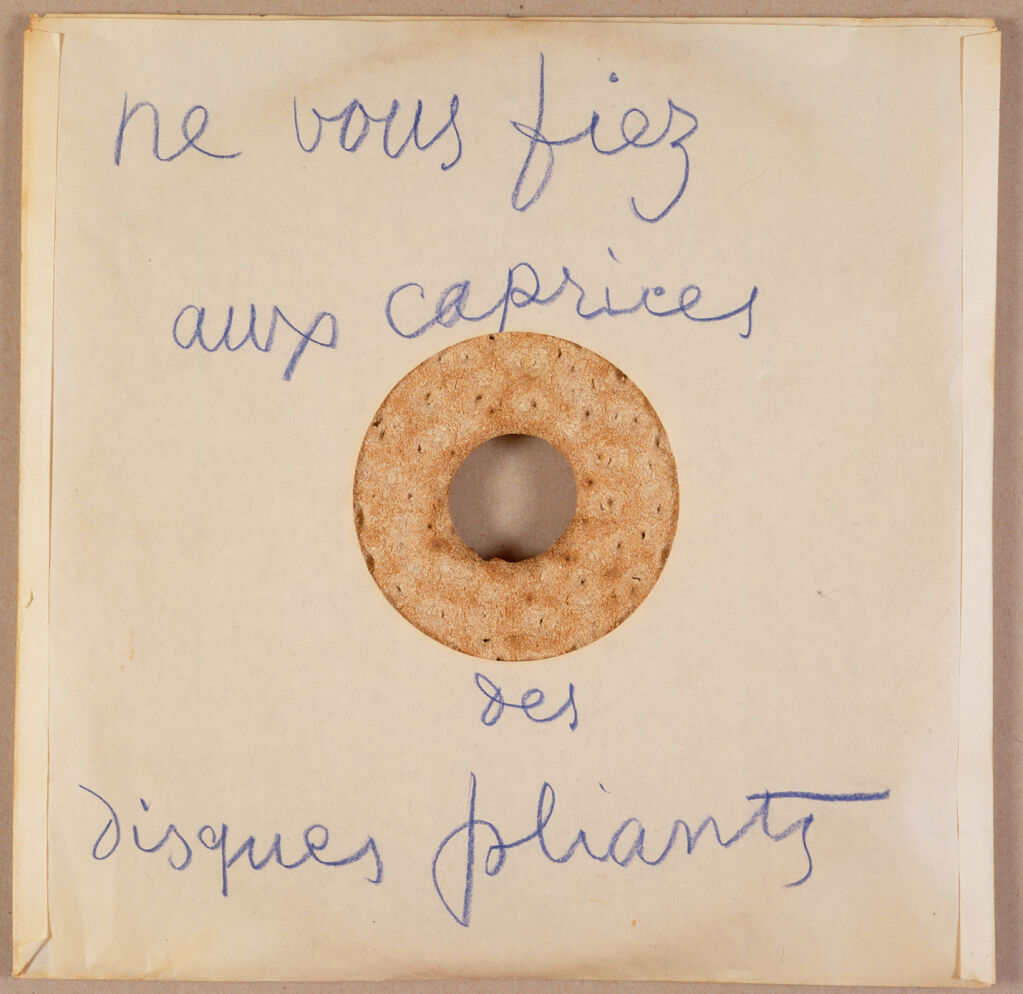 ne vous fiez
aux caprices
des
disques pliants